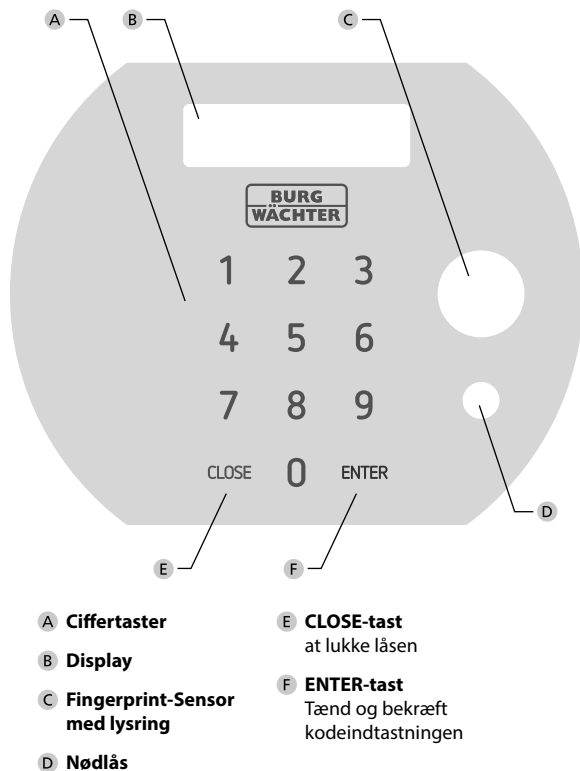 A
B
C
BURG
WÄCHTER
1 2 3
4 5 6
7 8 9
CLOSE 0 ENTER
D
E
F
A Ciffertaster
B Display
C Fingerprint-Sensor
med lysring
D Nødlås
E CLOSE-tast
at lukke låsen
F ENTER-tast
Tænd og bekræft
kodeindtastningen